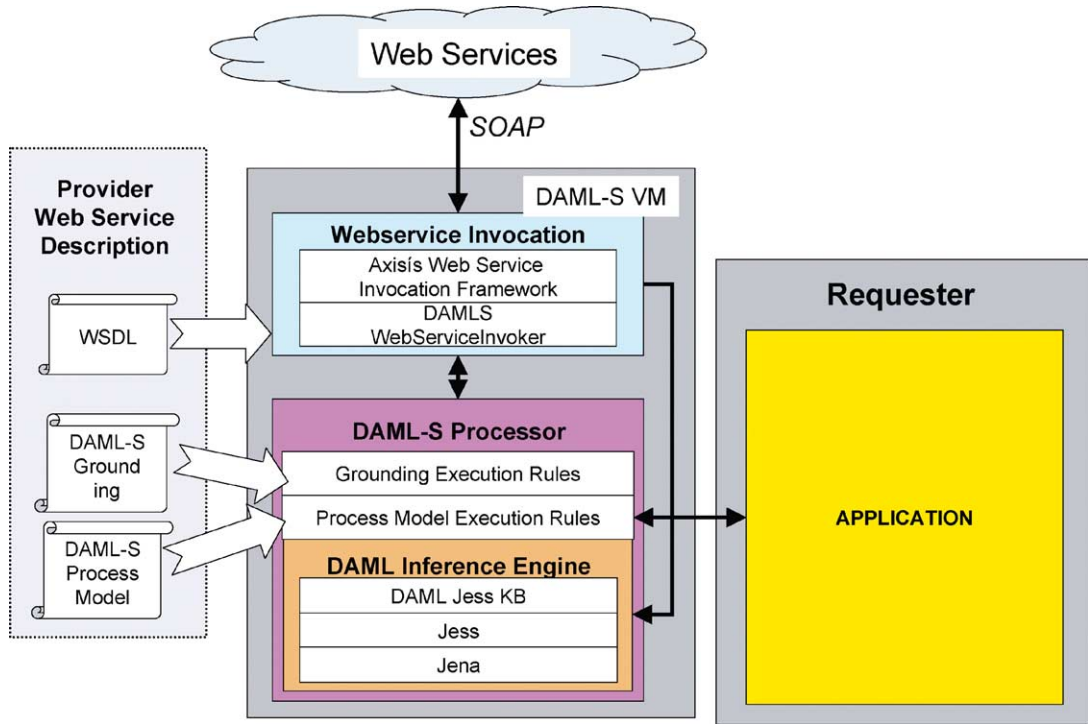 Web Services
SOAP
Provider
Web Service
Description
WSDL
DAML-S
Ground
ing
DAML-S
Process
Model
DAML-S VM
Webservice Invocation
Axisís Web Service
Invocation Framework
DAMLS
WebServiceInvoker
DAML-S Processor
Grounding Execution Rules
Process Model Execution Rules
DAML Inference Engine
DAML Jess KB
Jess
Jena
Requester
APPLICATION